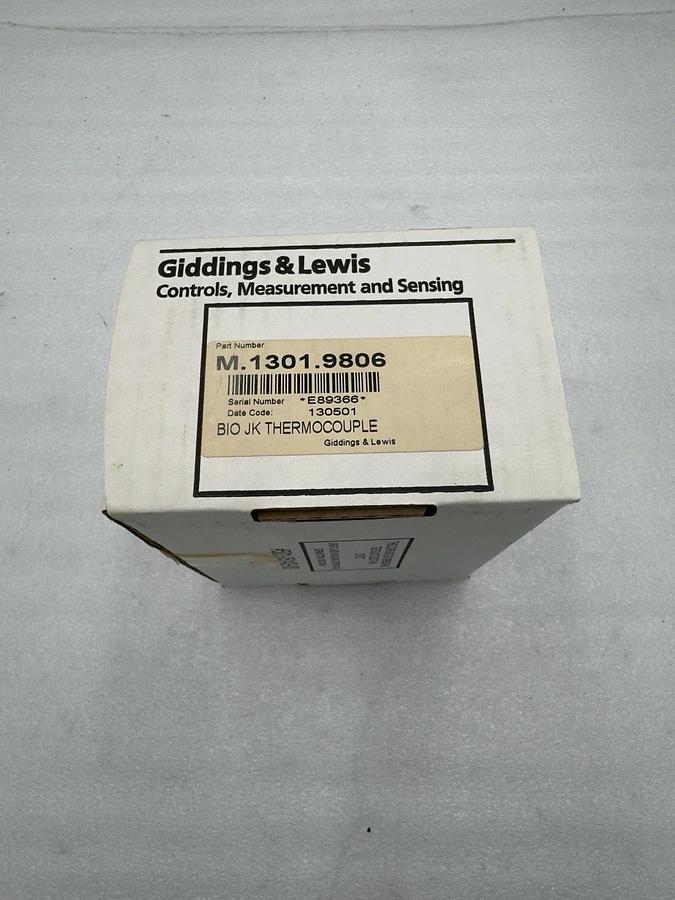 Giddings & Lewis
Controls, Measurement and Sensing
Part Number
M.1301.9806
Serial Number *E89366*
Date Code: 130501
BIO JK THERMOCOUPLE
Giddings & Lewis